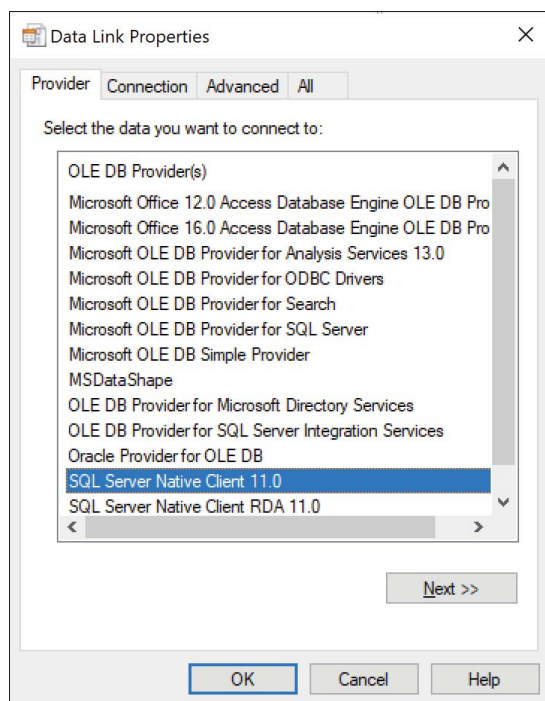 Data Link Properties
Provider Connection Advanced All
Select the data you want to connect to:
OLE DB Provider(s)
Microsoft Office 12.0 Access Database Engine OLE DB Pro
Microsoft Office 16.0 Access Database Engine OLE DB Pro
Microsoft OLE DB Provider for Analysis Services 13.0
Microsoft OLE DB Provider for ODBC Drivers
Microsoft OLE DB Provider for Search
Microsoft OLE DB Provider for SQL Server
Microsoft OLE DB Simple Provider
MSDataShape
OLE DB Provider for Microsoft Directory Services
OLE DB Provider for SQL Server Integration Services
Oracle Provider for OLE DB
SQL Server Native Client 11.0
SQL Server Native Client RDA 11.0
Next >>
OK Cancel Help